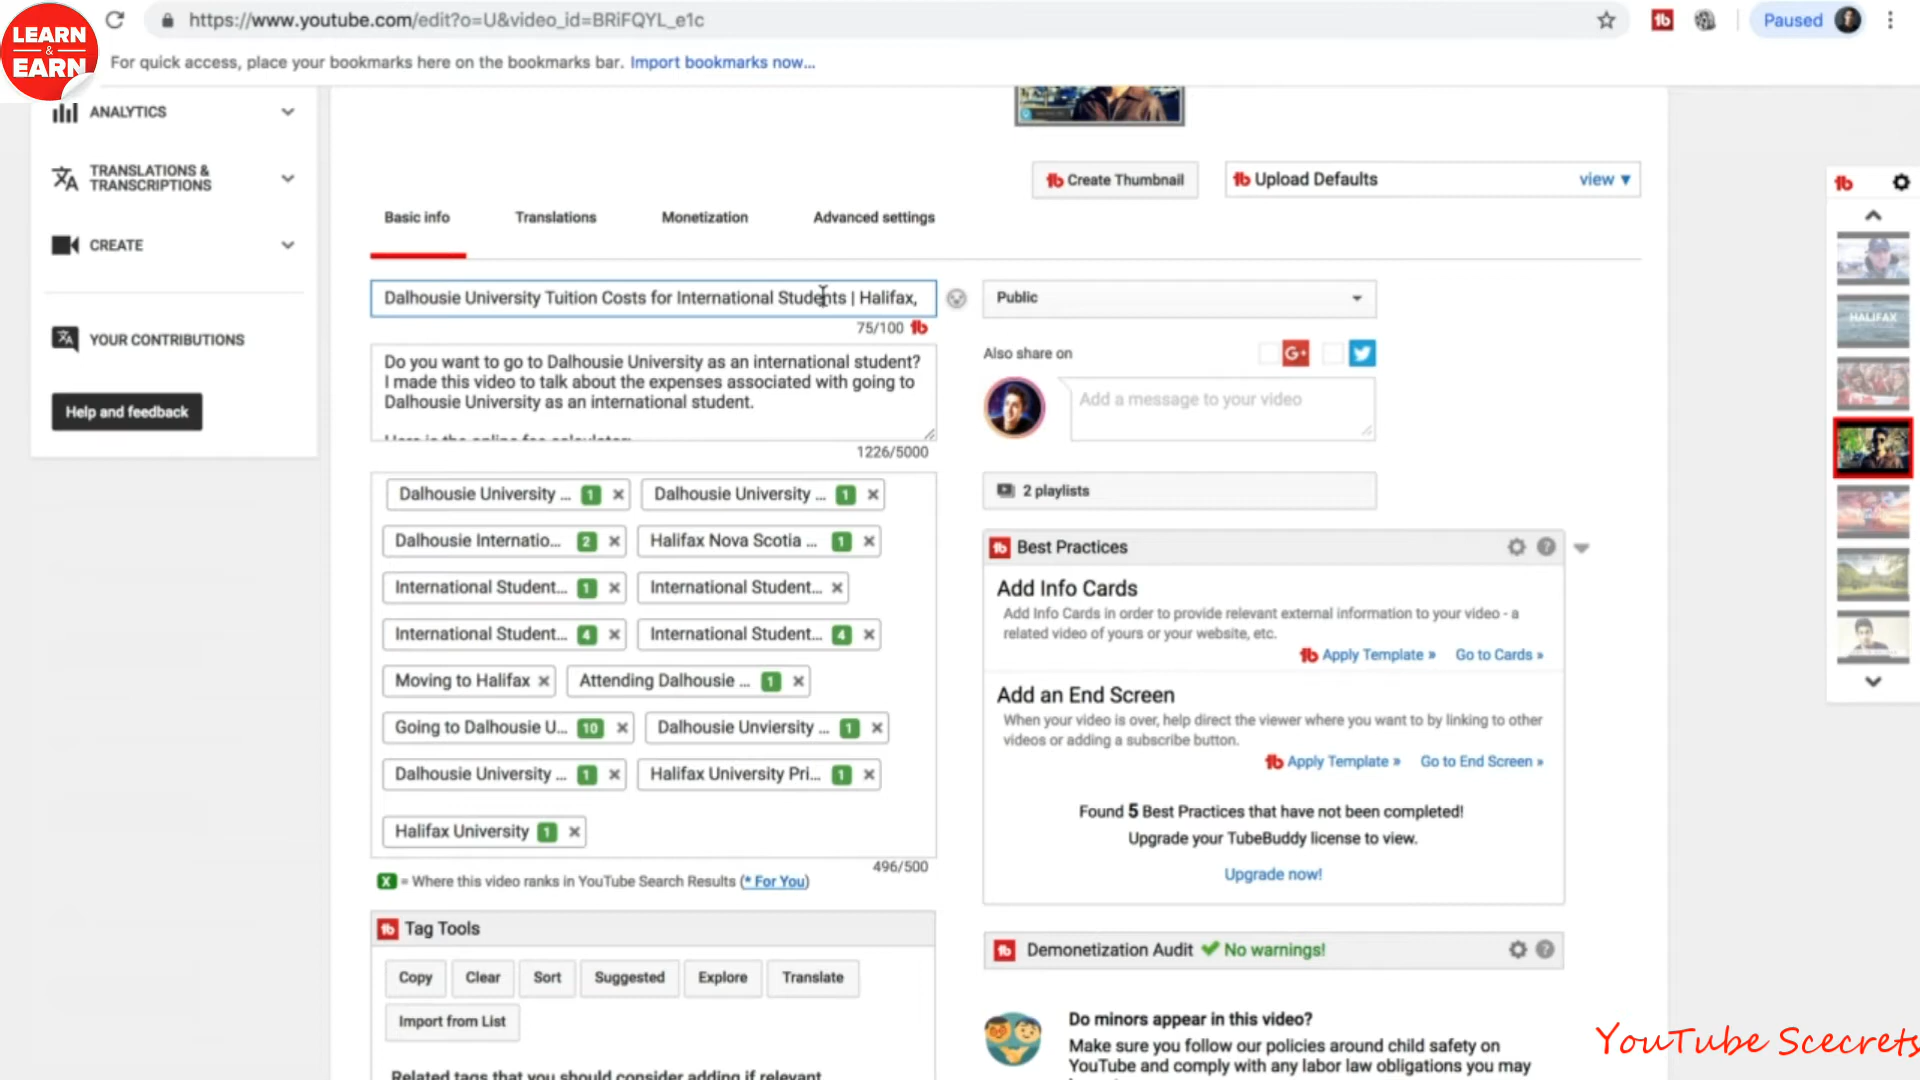 LEARN
&
EARN
https://www.youtube.com/edit?o=U&video_id=BRiFQYL_e1c
Paused
For quick access, place your bookmarks here on the bookmarks bar. Import bookmarks now...
ANALYTICS
TRANSLATIONS &
TRANSCRIPTIONS
CREATE
YOUR CONTRIBUTIONS
Help and feedback
Create Thumbnail
Upload Defaults
view ▼
Basic info
Translations
Monetization
Advanced settings
Dalhousie University Tuition Costs for International Students | Halifax,
75/100
Public
Do you want to go to Dalhousie University as an international student?
I made this video to talk about the expenses associated with going to
Dalhousie University as an international student.
1226/5000
Also share on
G+
Add a message to your video
2 playlists
Dalhousie University ... 1 ×
Dalhousie University ... 1 ×
Dalhousie Internatio... 2 ×
Halifax Nova Scotia ... 1 ×
International Student... 1 ×
International Student... ×
International Student... 4 ×
International Student... 4 ×
Moving to Halifax ×
Attending Dalhousie ... 1 ×
Going to Dalhousie U... 10 ×
Dalhousie Unviersity ... 1 ×
Dalhousie University ... 1 ×
Halifax University Pri... 1 ×
Halifax University 1 ×
496/500
X = Where this video ranks in YouTube Search Results (* For You)
Tag Tools
Copy
Clear
Sort
Suggested
Explore
Translate
Import from List
Related tags that you should consider adding if relevant
Best Practices
Add Info Cards
Add Info Cards in order to provide relevant external information to your video - a
related video of yours or your website, etc.
Apply Template »
Go to Cards »
Add an End Screen
When your video is over, help direct the viewer where you want to by linking to other
videos or adding a subscribe button.
Apply Template »
Go to End Screen »
Found 5 Best Practices that have not been completed!
Upgrade your TubeBuddy license to view.
Upgrade now!
Demonetization Audit No warnings!
Do minors appear in this video?
Make sure you follow our policies around child safety on
YouTube and comply with any labor law obligations you may
HALIFAX
YouTube Scecrets